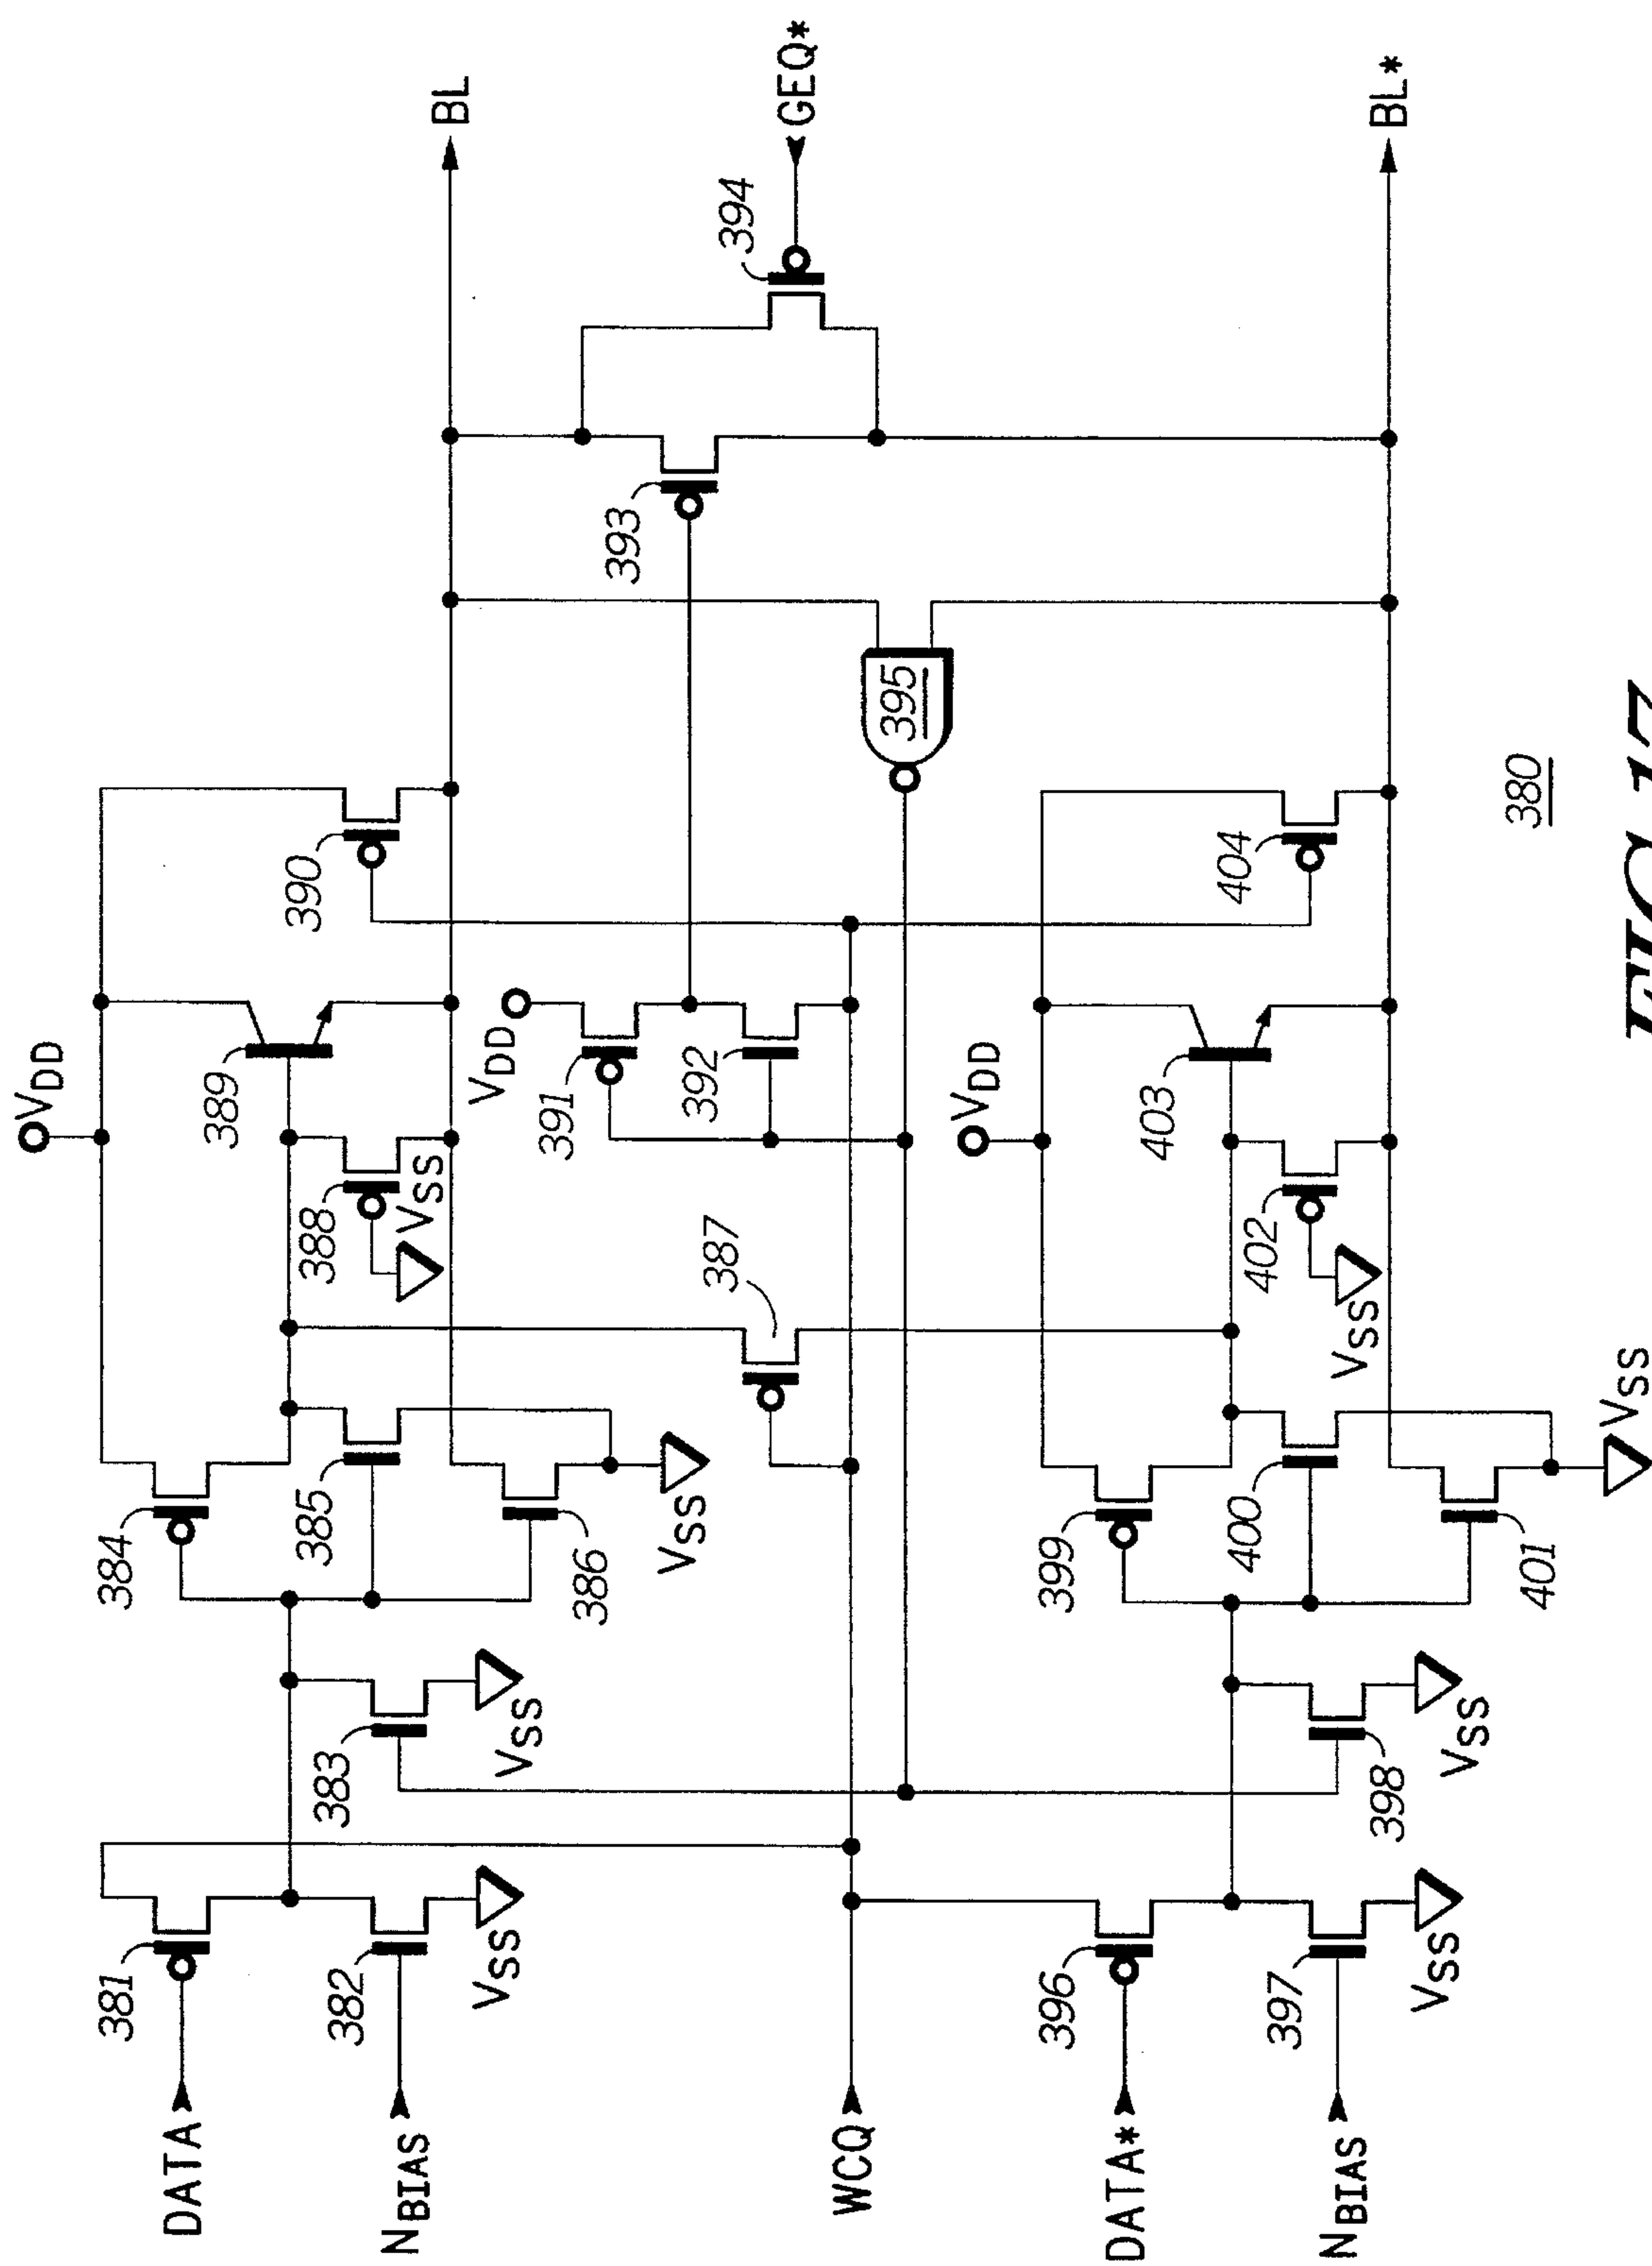 VDD
381
384
DATA
389
382
383
385
388
390
NBIAS
VSS
BL
VSS
VSS
VDD
391
386
393
VSS
392
387
394
GEQ*
WCQ
395
VDD
396
399
DATA*
403
404
397
400
402
NBIAS
VSS
398
BL*
VSS
VSS
401
380
VSS
FIG.17